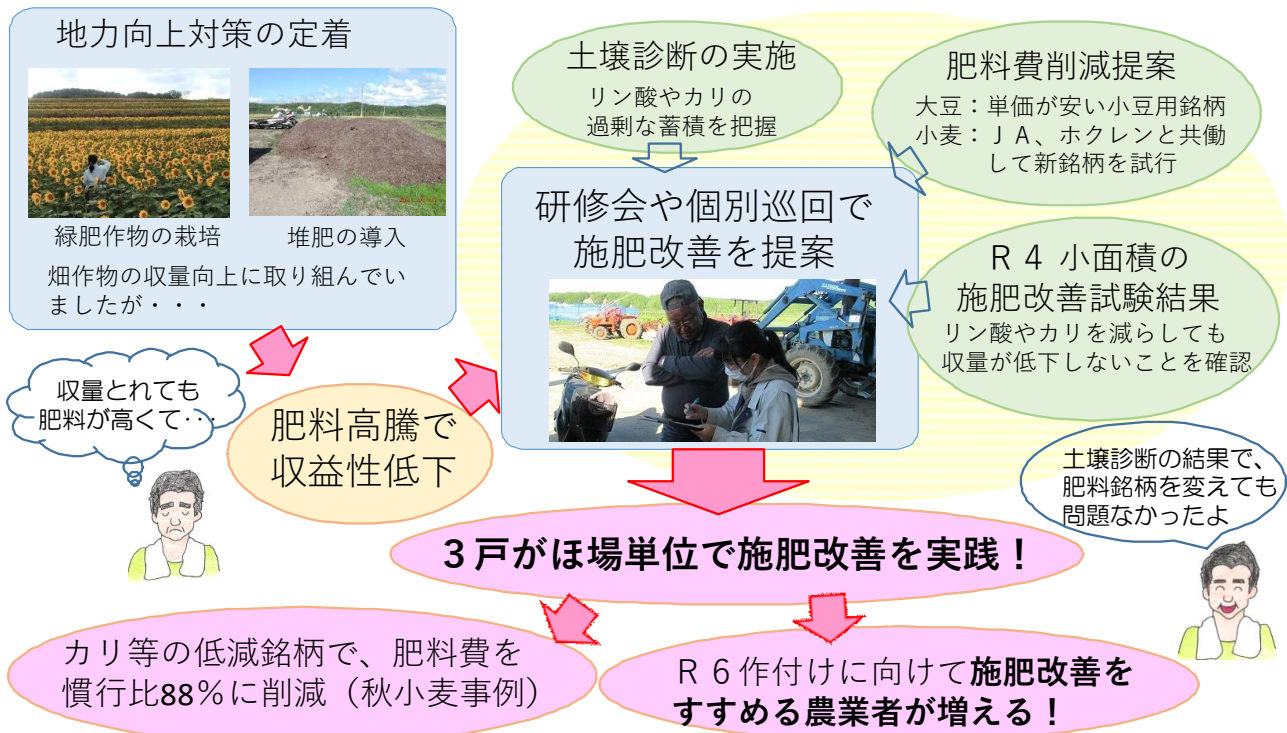 地力向上対策の定着
緑肥作物の栽培
堆肥の導入
畑作物の収量向上に取り組んでい
ましたが・・・
収量とれても
肥料が高くて‥
肥料高騰で
収益性低下
土壌診断の実施
リン酸やカリの
過剰な蓄積を把握
肥料費削減提案
大豆：単価が安い小豆用銘柄
小麦：ＪＡ、ホクレンと共働
して新銘柄を試行
研修会や個別巡回で
施肥改善を提案
Ｒ４ 小面積の
施肥改善試験結果
リン酸やカリを減らしても
収量が低下しないことを確認
土壌診断の結果で、
肥料銘柄を変えても
問題なかったよ
３戸がほ場単位で施肥改善を実践！
カリ等の低減銘柄で、肥料費を
慣行比88％に削減（秋小麦事例）
Ｒ６作付けに向けて施肥改善を
すすめる農業者が増える！